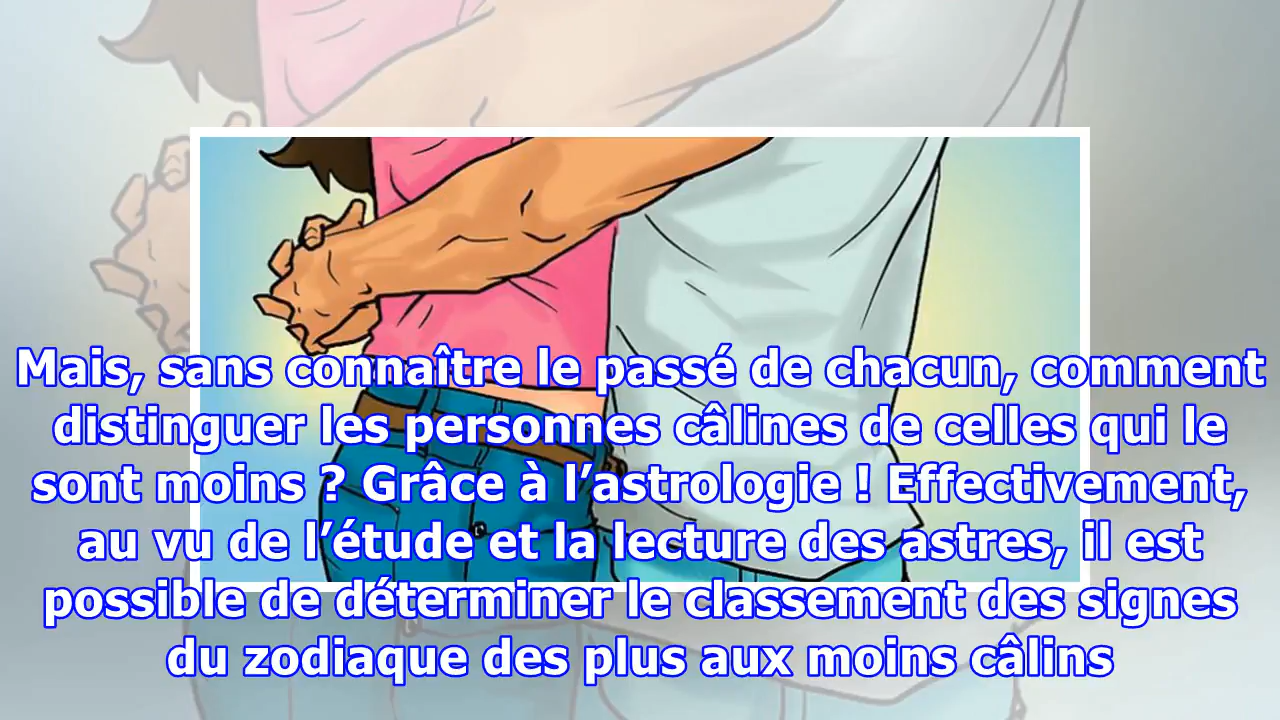 Mais, sans connaître le passé de chacun, comment
distinguer les personnes câlines de celles qui le
sont moins ? Grâce à l’astrologie ! Effectivement,
au vu de l’étude et la lecture des astres, il est
possible de déterminer le classement des signes
du zodiaque des plus aux moins câlins